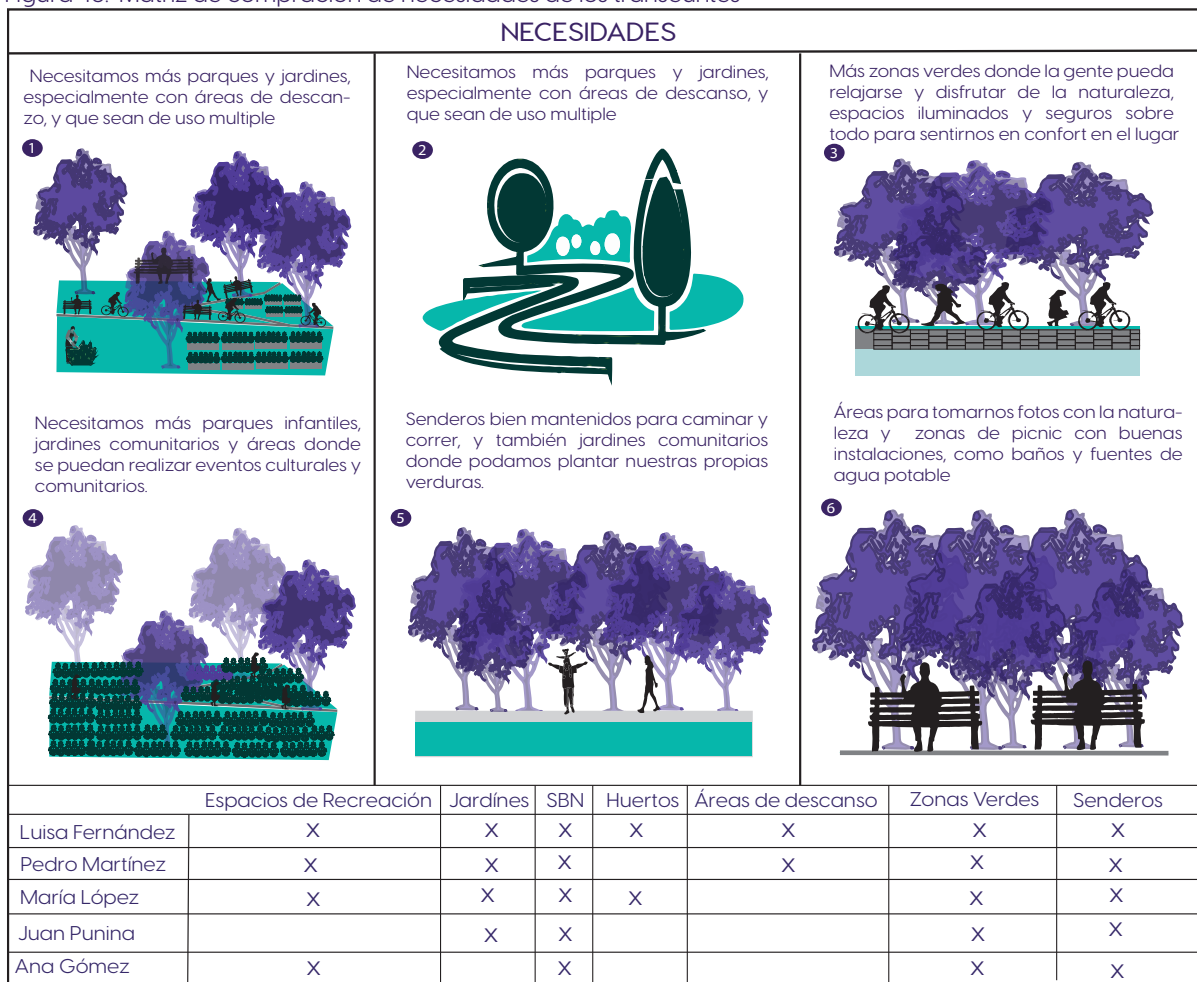 NECESIDADES
Necesitamos más parques y jardines,
especialmente con áreas de descan-
zo, y que sean de uso multiple
1
Necesitamos más parques y jardines,
especialmente con áreas de descanso, y
que sean de uso multiple
2
Más zonas verdes donde la gente pueda
relajarse y disfrutar de la naturaleza,
espacios iluminados y seguros sobre
todo para sentirnos en confort en el lugar
3
Necesitamos más parques infantiles,
jardines comunitarios y áreas donde
se puedan realizar eventos culturales y
comunitarios.
4
Senderos bien mantenidos para caminar y
correr, y también jardines comunitarios
donde podamos plantar nuestras propias
verduras.
5
Áreas para tomarnos fotos con la natura-
leza y zonas de picnic con buenas
instalaciones, como baños y fuentes de
agua potable
6
Espacios de Recreación Jardínes SBN Huertos Áreas de descanso Zonas Verdes Senderos
Luisa Fernández X X X X X X X
Pedro Martínez X X X X X X
María López X X X X X X
Juan Punina X X X X
Ana Gómez X X X X